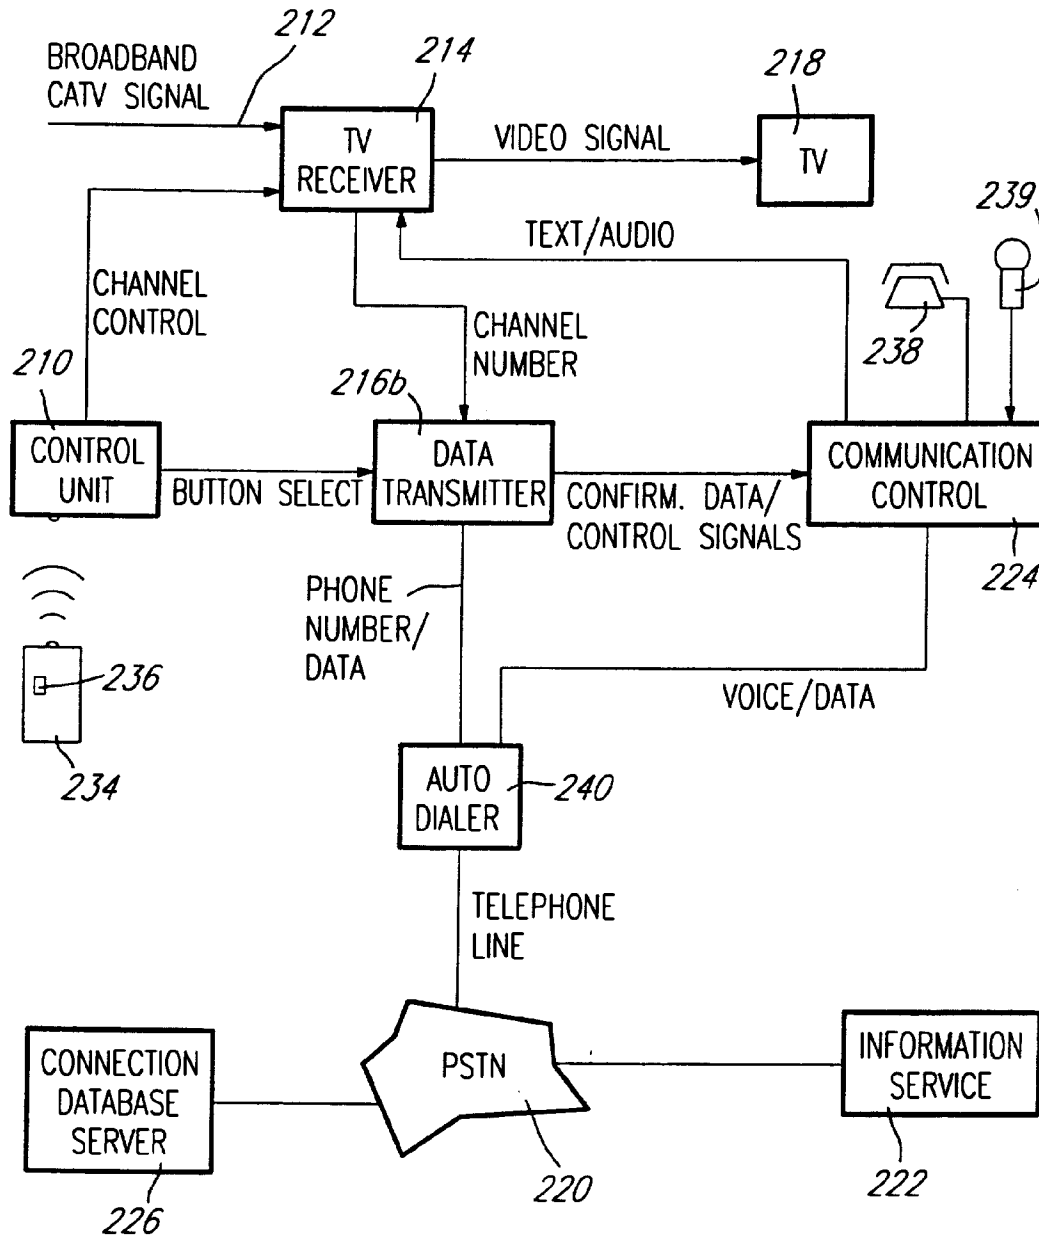 212
BROADBAND
CATV SIGNAL
214
218
TV
RECEIVER
VIDEO SIGNAL
TV
239
TEXT/AUDIO
CHANNEL
CONTROL
238
CHANNEL
NUMBER
210
216b
CONTROL
UNIT
BUTTON SELECT
DATA
TRANSMITTER
CONFIRM. DATA/
CONTROL SIGNALS
COMMUNICATION
CONTROL
224
PHONE
NUMBER/
DATA
236
234
VOICE/DATA
AUTO
DIALER
240
TELEPHONE
LINE
CONNECTION
DATABASE
SERVER
PSTN
INFORMATION
SERVICE
226
220
222